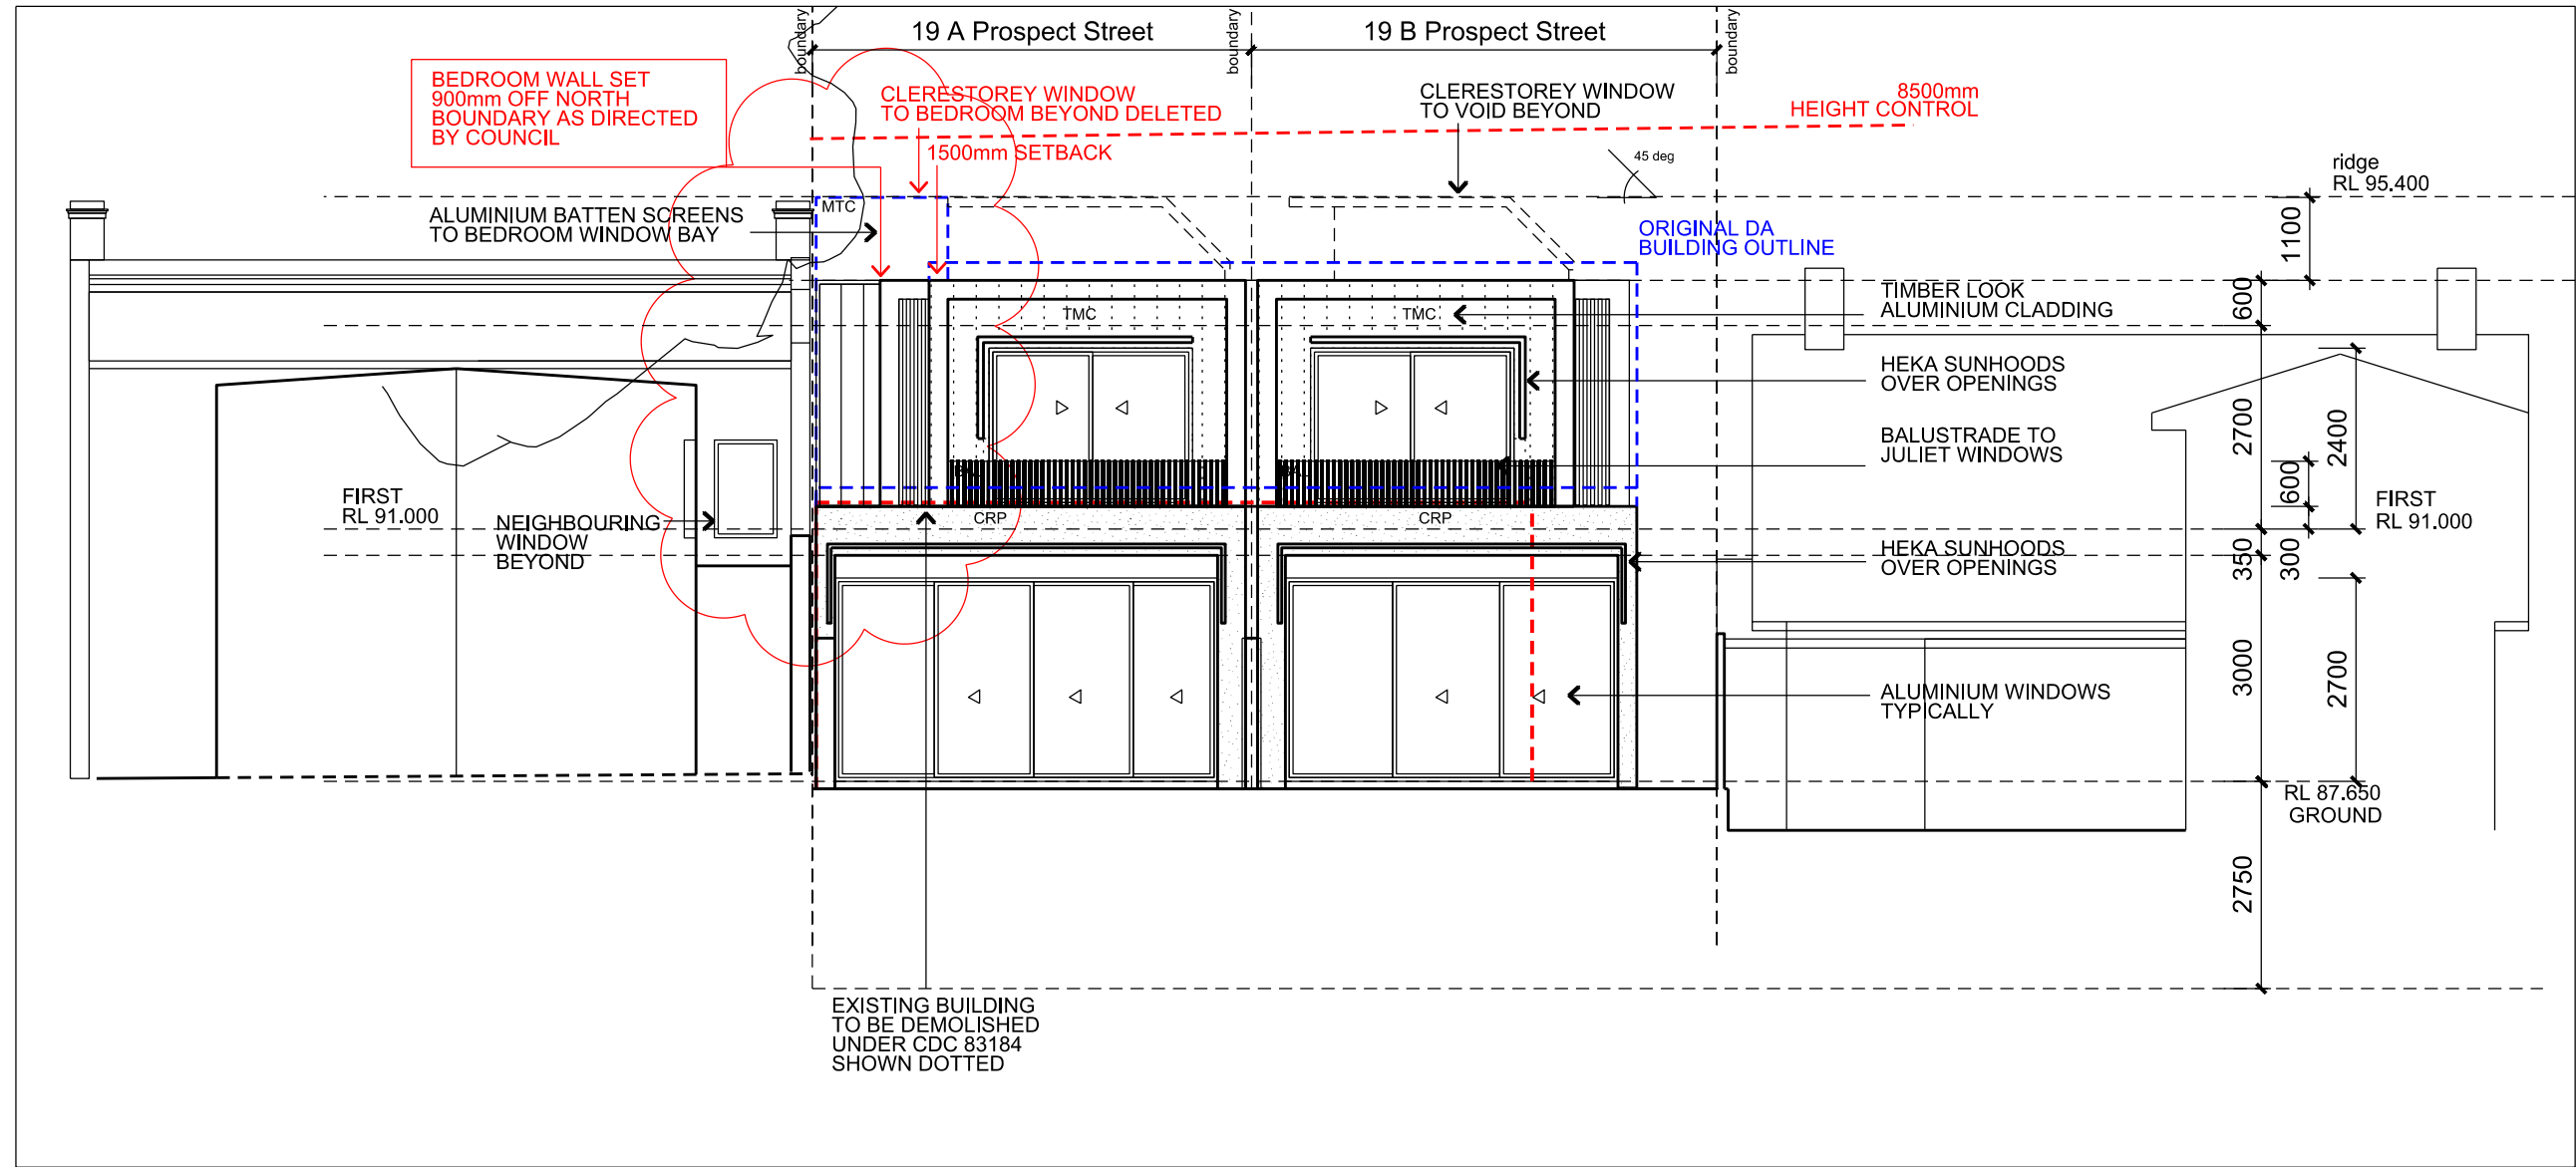 19 A Prospect Street
19 B Prospect Street
boundary
boundary
boundary
BEDROOM WALL SET
900mm OFF NORTH
BOUNDARY AS DIRECTED
BY COUNCIL
CLERESTOREY WINDOW
TO BEDROOM BEYOND DELETED
1500mm SETBACK
CLERESTOREY WINDOW
TO VOID BEYOND
8500mm
HEIGHT CONTROL
45 deg
ridge
RL 95.400
ALUMINIUM BATTEN SCREENS
TO BEDROOM WINDOW BAY
MTC
ORIGINAL DA
BUILDING OUTLINE
1100
TMC
TMC
TIMBER LOOK
ALUMINIUM CLADDING
600
HEKA SUNHOODS
OVER OPENINGS
2700
2400
BALUSTRADE TO
JULIET WINDOWS
600
FIRST
RL 91.000
FIRST
RL 91.000
NEIGHBOURING
WINDOW
BEYOND
CRP
CRP
HEKA SUNHOODS
OVER OPENINGS
350
300
3000
2700
ALUMINIUM WINDOWS
TYPICALLY
RL 87.650
GROUND
2750
EXISTING BUILDING
TO BE DEMOLISHED
UNDER CDC 83184
SHOWN DOTTED